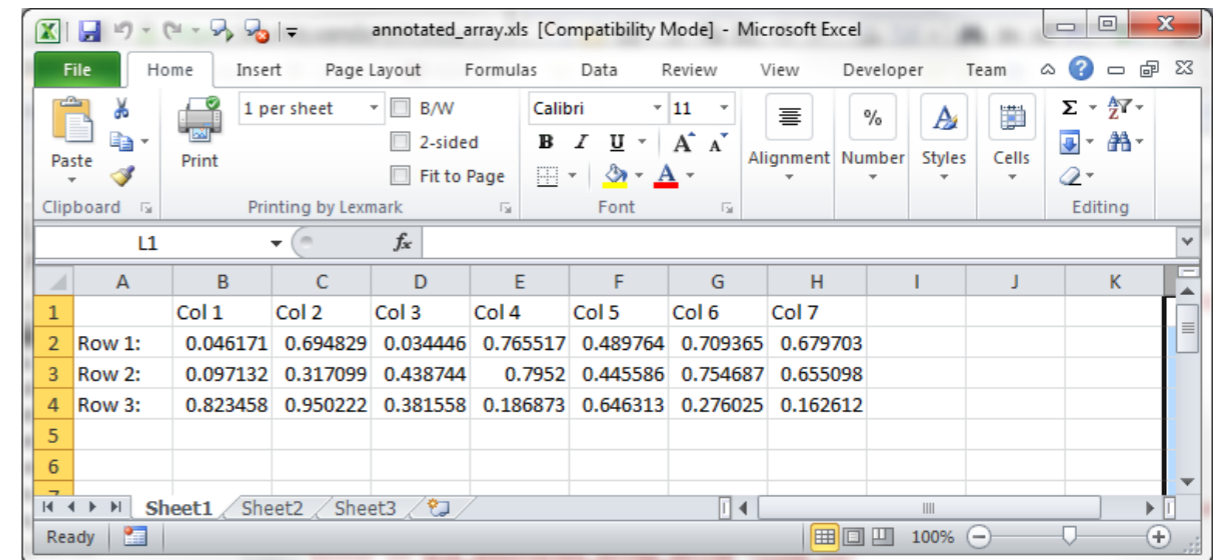 annotated_array.xls [Compatibility Mode] - Microsoft Excel
File Home Insert Page Layout Formulas Data Review View Developer Team
Paste
Clipboard
Print
1 per sheet
B/W
2-sided
Fit to Page
Printing by Lexmark
Calibri 11
B I U A A
A
Font
Alignment
% Number
A Styles
Cells
Σ A Z
Editing
L1 fx
A B C D E F G H I J K
1 Col 1 Col 2 Col 3 Col 4 Col 5 Col 6 Col 7
2 Row 1: 0.046171 0.694829 0.034446 0.765517 0.489764 0.709365 0.679703
3 Row 2: 0.097132 0.317099 0.438744 0.7952 0.445586 0.754687 0.655098
4 Row 3: 0.823458 0.950222 0.381558 0.186873 0.646313 0.276025 0.162612
5
6
Sheet1 Sheet2 Sheet3
Ready 100%